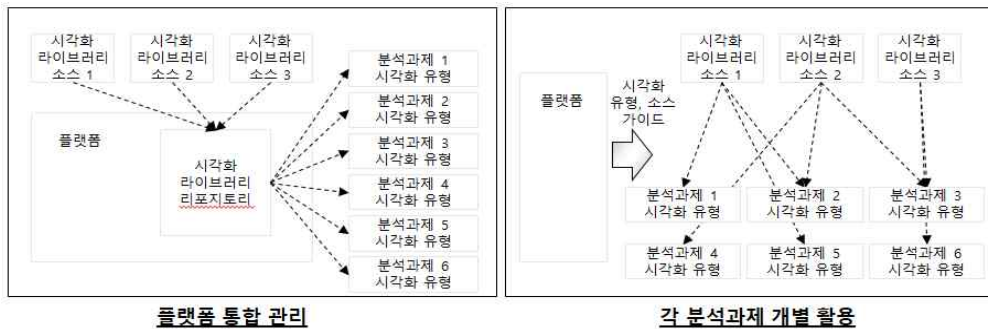 시각화
라이브러리
소스 1
시각화
라이브러리
소스 2
시각화
라이브러리
소스 3
플랫폼
시각화
라이브러리
리포지토리
분석과제 1
시각화 유형
분석과제 2
시각화 유형
분석과제 3
시각화 유형
분석과제 4
시각화 유형
분석과제 5
시각화 유형
분석과제 6
시각화 유형
플랫폼 통합 관리
플랫폼
시각화
유형, 소스
가이드
시각화
라이브러리
소스 1
시각화
라이브러리
소스 2
시각화
라이브러리
소스 3
분석과제 1
시각화 유형
분석과제 2
시각화 유형
분석과제 3
시각화 유형
분석과제 4
시각화 유형
분석과제 5
시각화 유형
분석과제 6
시각화 유형
각 분석과제 개별 활용